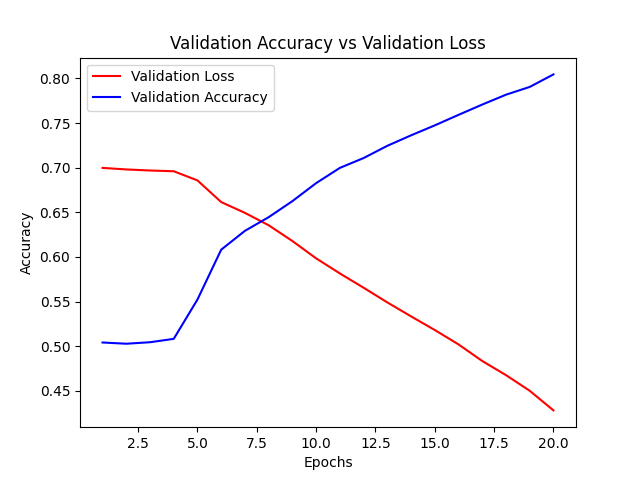 Validation Accuracy vs Validation Loss
Validation Loss
Validation Accuracy
0.80
0.75
0.70
0.65
0.60
0.55
0.50
0.45
Accuracy
2.5 5.0 7.5 10.0 12.5 15.0 17.5 20.0
Epochs